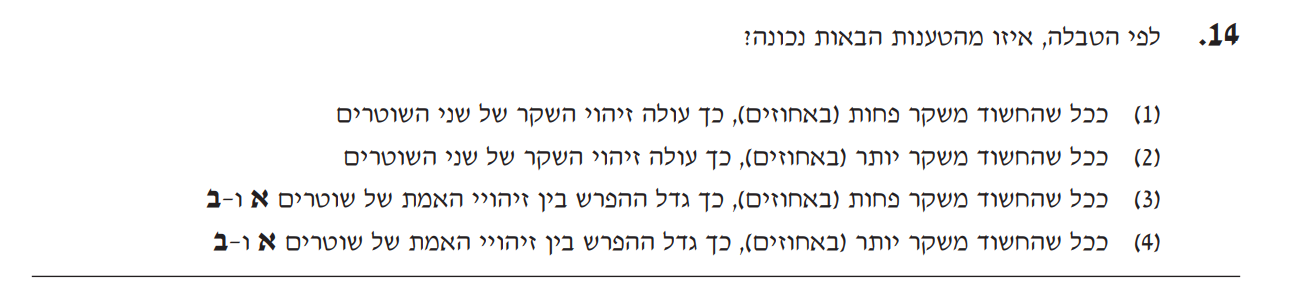 14. לפי הטבלה, איזו מהטענות הבאות נכונה?
(1) ככל שהחשוד משקר פחות (באחוזים), כך עולה זיהוי השקר של שני השוטרים
(2) ככל שהחשוד משקר יותר (באחוזים), כך עולה זיהוי השקר של שני השוטרים
(3) ככל שהחשוד משקר פחות (באחוזים), כך גדל ההפרש בין זיהויי האמת של שוטרים א ו-ב
(4) ככל שהחשוד משקר יותר (באחוזים), כך גדל ההפרש בין זיהויי האמת של שוטרים א ו-ב